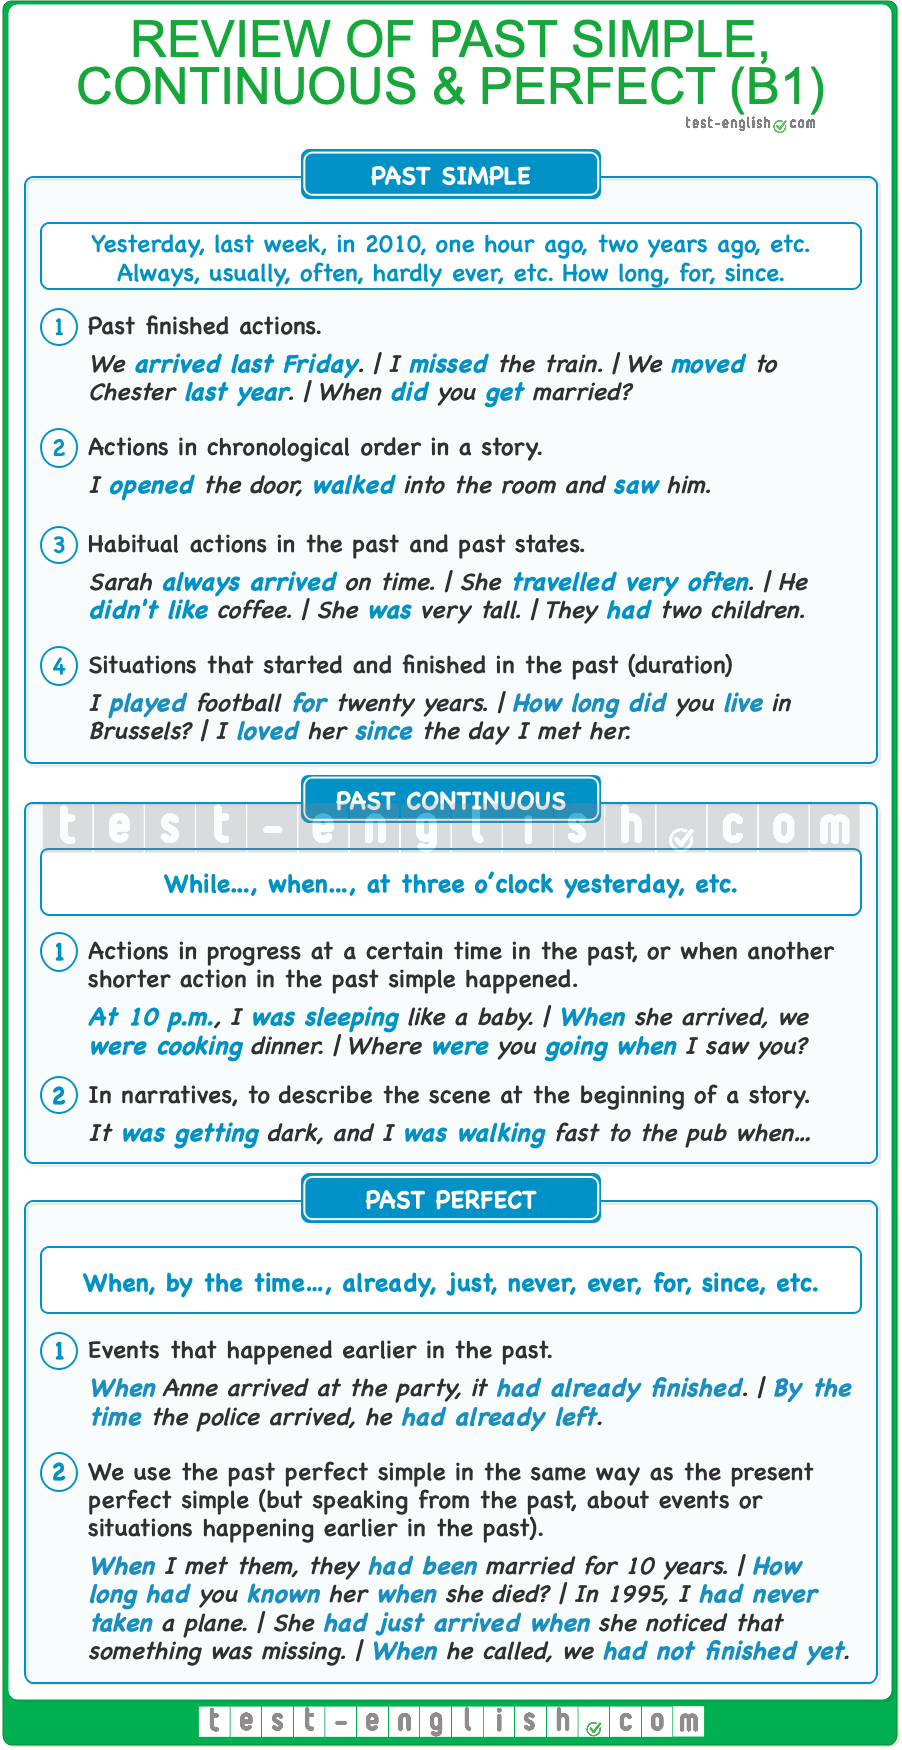 REVIEW OF PAST SIMPLE,
CONTINUOUS & PERFECT (B1)
test-english.com
PAST SIMPLE
Yesterday, last week, in 2010, one hour ago, two years ago, etc.
Always, usually, often, hardly ever, etc. How long, for, since.
1 Past finished actions.
We arrived last Friday. | I missed the train. | We moved to
Chester last year. | When did you get married?
2 Actions in chronological order in a story.
I opened the door, walked into the room and saw him.
3 Habitual actions in the past and past states.
Sarah always arrived on time. | She travelled very often. | He
didn't like coffee. | She was very tall. | They had two children.
4 Situations that started and finished in the past (duration)
I played football for twenty years. | How long did you live in
Brussels? | I loved her since the day I met her.
PAST CONTINUOUS
test-english.com
While…, when…, at three o’clock yesterday, etc.
1 Actions in progress at a certain time in the past, or when another
shorter action in the past simple happened.
At 10 p.m., I was sleeping like a baby. | When she arrived, we
were cooking dinner. | Where were you going when I saw you?
2 In narratives, to describe the scene at the beginning of a story.
It was getting dark, and I was walking fast to the pub when…
PAST PERFECT
When, by the time…, already, just, never, ever, for, since, etc.
1 Events that happened earlier in the past.
When Anne arrived at the party, it had already finished. | By the
time the police arrived, he had already left.
2 We use the past perfect simple in the same way as the present
perfect simple (but speaking from the past, about events or
situations happening earlier in the past).
When I met them, they had been married for 10 years. | How
long had you known her when she died? | In 1995, I had never
taken a plane. | She had just arrived when she noticed that
something was missing. | When he called, we had not finished yet.
test-english.com